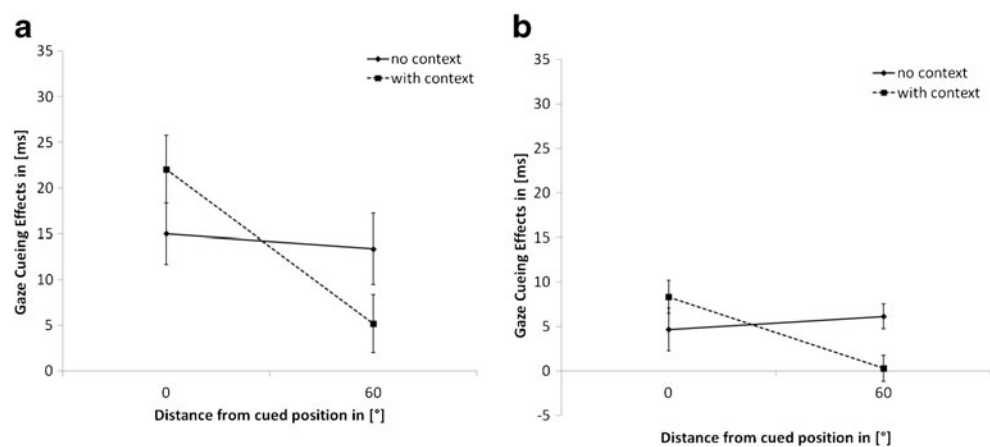 a
35
30
25
20
15
10
5
0
Gaze Cueing Effects in [ms]
no context
with context
0 60
Distance from cued position in [°]
b
35
30
25
20
15
10
5
0
-5
Gaze Cueing Effects in [ms]
no context
with context
0 60
Distance from cued position in [°]